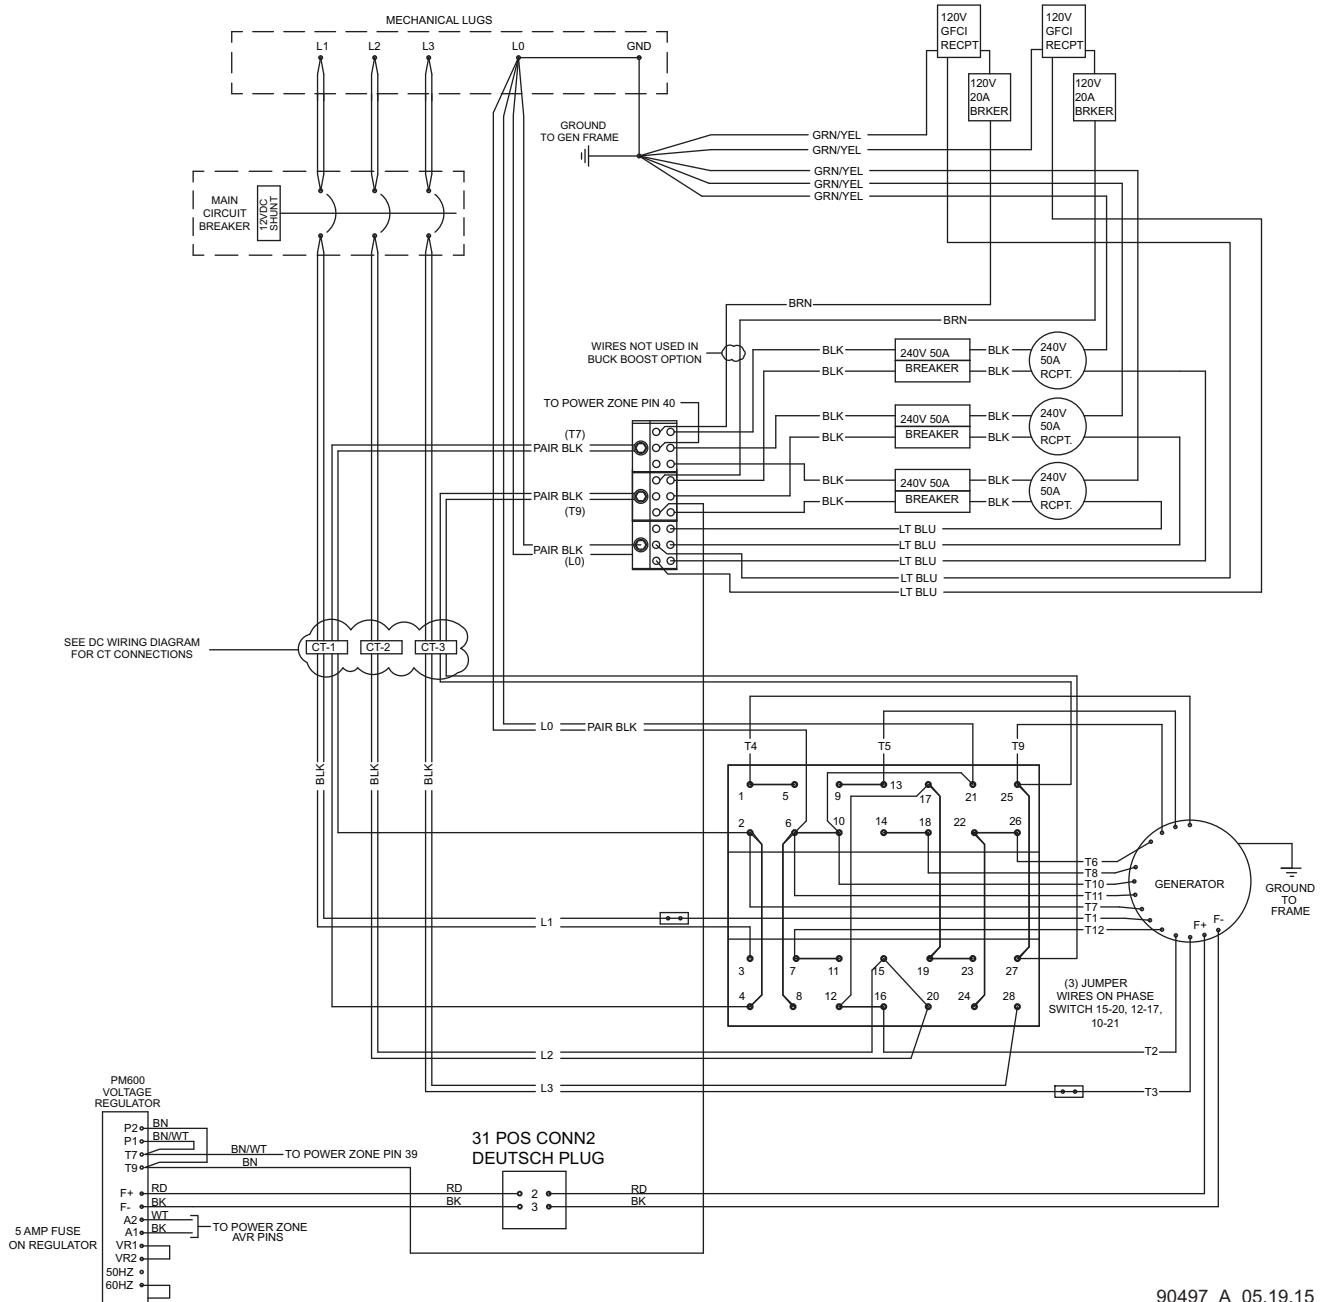 MECHANICAL LUGS
L1
L2
L3
L0
GND
120V
GFCI
RECPT
120V
GFCI
RECPT
120V
20A
BRKER
120V
20A
BRKER
GROUND
TO GEN FRAME
GRN/YEL
GRN/YEL
GRN/YEL
GRN/YEL
GRN/YEL
MAIN
CIRCUIT
BREAKER
12VDC
SHUNT
BRN
BRN
WIRES NOT USED IN
BUCK BOOST OPTION
BLK
BLK
240V 50A
BREAKER
BLK
BLK
240V
50A
RCPT.
TO POWER ZONE PIN 40
BLK
BLK
240V 50A
BREAKER
BLK
BLK
240V
50A
RCPT.
(T7)
PAIR BLK
BLK
BLK
240V 50A
BREAKER
BLK
BLK
240V
50A
RCPT.
PAIR BLK
(T9)
PAIR BLK
(L0)
LT BLU
LT BLU
LT BLU
LT BLU
LT BLU
SEE DC WIRING DIAGRAM
FOR CT CONNECTIONS
CT-1
CT-2
CT-3
L0
PAIR BLK
T4
T5
T9
BLK
BLK
BLK
1
5
9
13
17
21
25
2
6
10
14
18
22
26
T6
T8
T10
T11
T7
T1
T12
GENERATOR
F+
F-
GROUND
TO
FRAME
L1
3
7
11
15
19
23
27
4
8
12
16
20
24
28
(3) JUMPER
WIRES ON PHASE
SWITCH 15-20, 12-17,
10-21
L2
T2
L3
T3
PM600
VOLTAGE
REGULATOR
P2
BN
P1
BN/WT
T7
BN/WT
TO POWER ZONE PIN 39
T9
BN
31 POS CONN2
DEUTSCH PLUG
F+
RD
RD
2
RD
F-
BK
BK
3
BK
A2
WT
A1
BK
TO POWER ZONE
AVR PINS
5 AMP FUSE
ON REGULATOR
VR1
VR2
50HZ
60HZ
90497_A_05.19.15